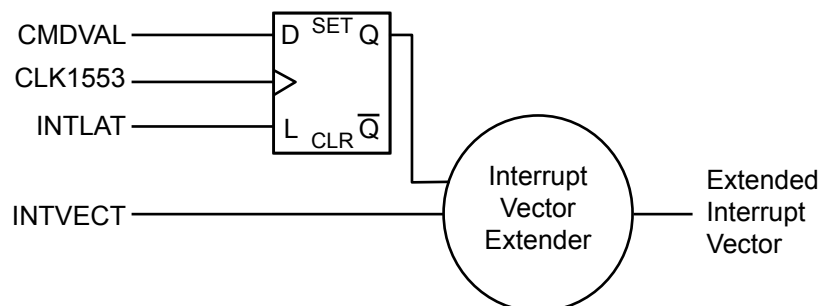 CMDVAL
CLK1553
INTLAT
INTVECT
D SET Q
L CLR Q̅
Interrupt
Vector
Extender
Extended
Interrupt
Vector